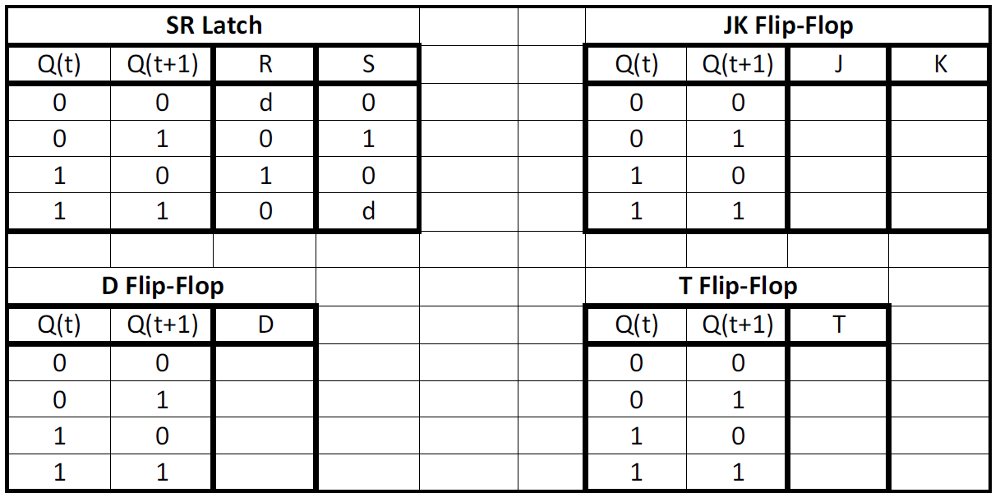 SR Latch JK Flip-Flop
Q(t) Q(t+1) R S Q(t) Q(t+1) J K
0 0 d 0 0 0
0 1 0 1 0 1
1 0 1 0 1 0
1 1 0 d 1 1
D Flip-Flop T Flip-Flop
Q(t) Q(t+1) D Q(t) Q(t+1) T
0 0 0 0
0 1 0 1
1 0 1 0
1 1 1 1